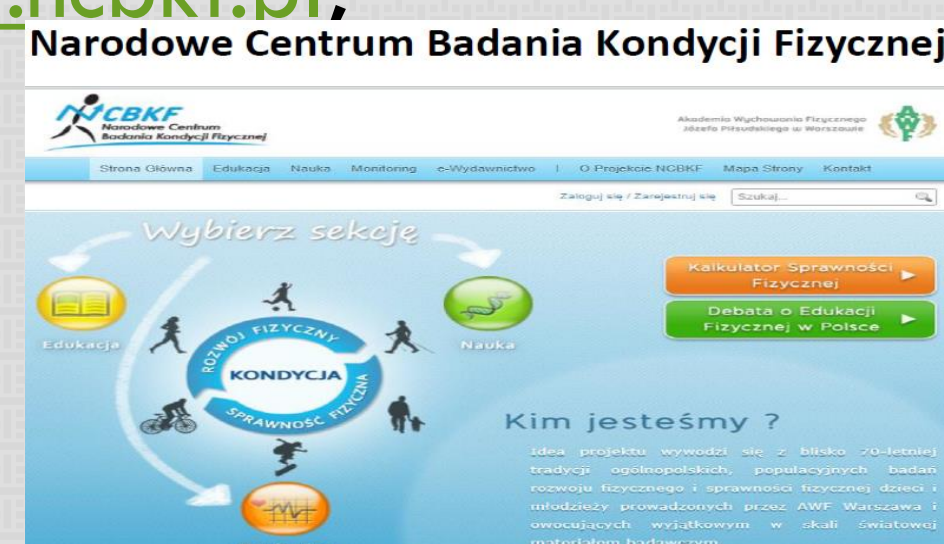 .ncbkf.pl,
Narodowe Centrum Badania Kondycji Fizycznej
NCBKF
Narodowe Centrum
Badania Kondycji Fizycznej
Akademia Wychowania Fizycznego
Józefa Piłsudskiego w Warszawie
Strona Główna Edukacja Nauka Monitoring e-Wydawnictwo | O Projekcie NCBKF Mapa Strony Kontakt
Zaloguj się / Zarejestruj się Szukaj...
Wybierz sekcję
Kalkulator Sprawności
Fizycznej
Debata o Edukacji
Fizycznej w Polsce
Edukacja
Nauka
ROZWÓJ FIZYCZNY
KONDYCJA
SPRAWNOŚĆ FIZYCZNA
Kim jesteśmy ?
Idea projektu wywodzi się z blisko 70-letniej
tradycji ogólnopolskich, populacyjnych badań
rozwoju fizycznego i sprawności fizycznej dzieci i
młodzieży prowadzonych przez AWF Warszawa i
owocujących wyjątkowym w skali światowej
materiałem badawczym